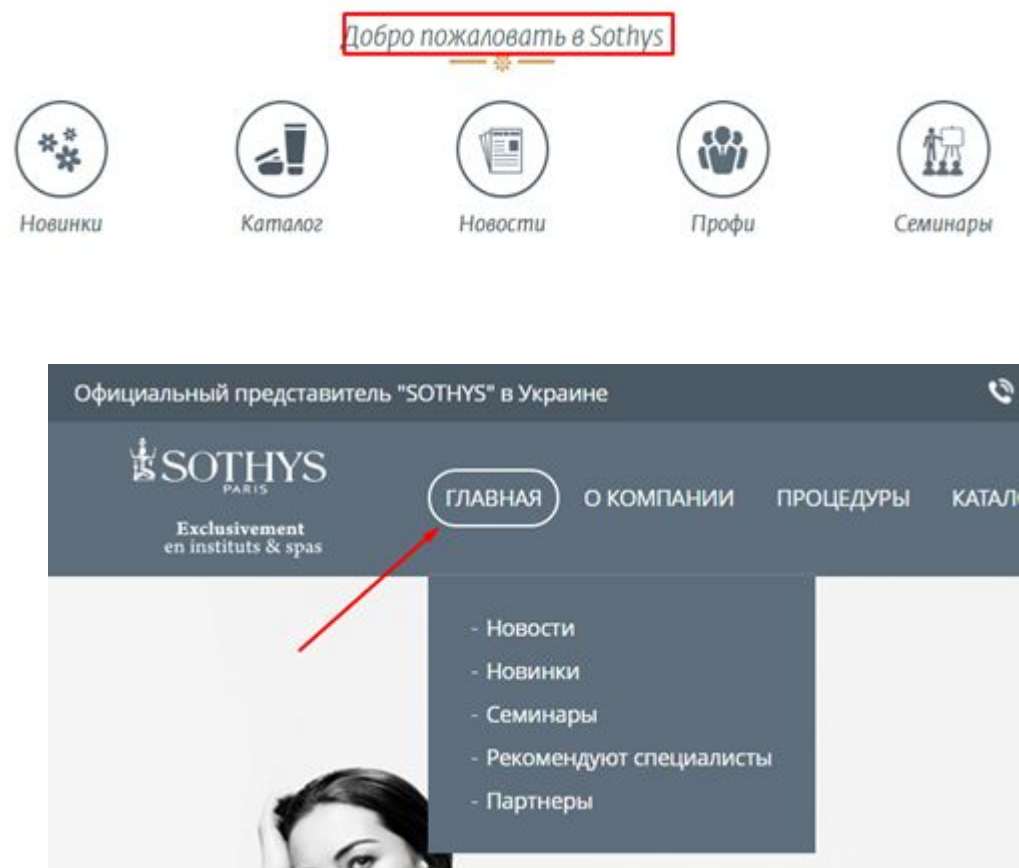 Добро пожаловать в Sothys
Новинки
Каталог
Новости
Профи
Семинары
Официальный представитель "SOTHYS" в Украине
SOTHYS
PARIS
Exclusivement
en instituts & spas
ГЛАВНАЯ О КОМПАНИИ ПРОЦЕДУРЫ КАТАЛО
- Новости
- Новинки
- Семинары
- Рекомендуют специалисты
- Партнеры